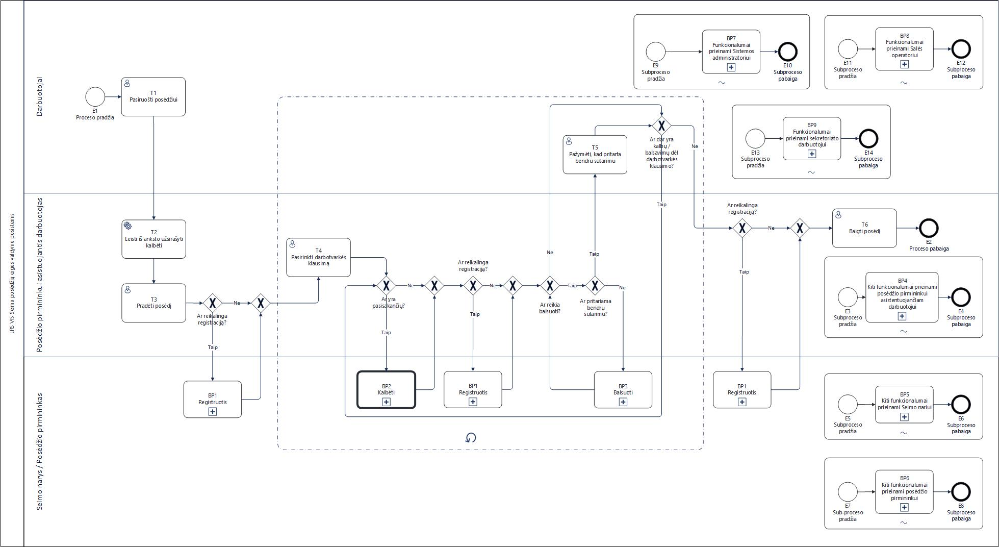 LRS VIS Seimo posėdžių eigos valdymo posistemis
Darbuotojai
E1
Proceso pradžia
T1
Pasiruošti posėdžiui
T5
Pažymėti, kad pritarta
bendru sutarimu
Ar dar yra
kalbų /
balsavimų dėl
darbotvarkės
klausimo?
Ne
E9
Subproceso
pradžia
BP7
Funkcionalumai
prieinami Sistemos
administratoriui
E10
Subproceso
pabaiga
E11
Subproceso
pradžia
BP8
Funkcionalumai
prieinami Salės
operatoriui
E12
Subproceso
pabaiga
E13
Subproceso
pradžia
BP9
Funkcionalumai
prieinami sekretoriato
darbuotojui
E14
Subproceso
pabaiga
Posėdžio pirmininkui asistuojantis darbuotojas
T2
Leisti iš anksto užsirašyti
kalbėti
T3
Pradėti posėdį
Ar reikalinga
registraciją?
Ne
Taip
T4
Pasirinkti darbotvarkės
klausimą
Ar yra
pasisakančių?
Ne
Taip
Ar reikalinga
registraciją?
Ne
Taip
Ar reikia
balsuoti?
Ne
Taip
Ar pritariama
bendru
sutarimu?
Taip
Ne
Taip
Ar reikalinga
registraciją?
Ne
Taip
T6
Baigti posėdį
E2
Proceso pabaiga
E3
Subproceso
pradžia
BP4
Kiti funkcionalumai prieinami
posėdžio pirmininkui
asistentuojančiam
darbuotojui
E4
Subproceso
pabaiga
Seimo narys / Posėdžio pirmininkas
BP1
Registruotis
BP2
Kalbėti
BP1
Registruotis
BP3
Balsuoti
BP1
Registruotis
E5
Subproceso
pradžia
BP5
Kiti funkcionalumai
prieinami Seimo nariui
E6
Subproceso
pabaiga
E7
Sub-proceso
pradžia
BP6
Kiti funkcionalumai
prieinami posėdžio
pirmininkui
E8
Subproceso
pabaiga